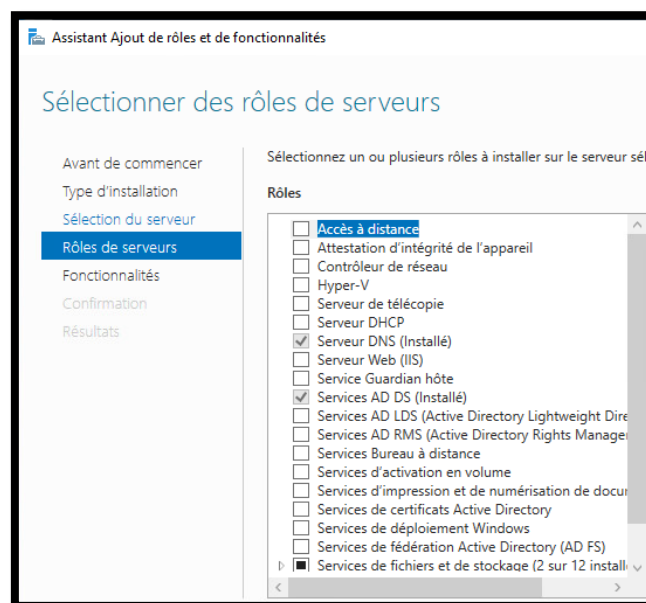 Assistant Ajout de rôles et de fonctionnalités
Sélectionner des rôles de serveurs
Avant de commencer
Type d'installation
Sélection du serveur
Rôles de serveurs
Fonctionnalités
Confirmation
Résultats
Sélectionnez un ou plusieurs rôles à installer sur le serveur sél
Rôles
Accès à distance
Attestation d'intégrité de l'appareil
Contrôleur de réseau
Hyper-V
Serveur de télécopie
Serveur DHCP
Serveur DNS (Installé)
Serveur Web (IIS)
Service Guardian hôte
Services AD DS (Installé)
Services AD LDS (Active Directory Lightweight Dire
Services AD RMS (Active Directory Rights Manage
Services Bureau à distance
Services d'activation en volume
Services d'impression et de numérisation de docu
Services de certificats Active Directory
Services de déploiement Windows
Services de fédération Active Directory (AD FS)
Services de fichiers et de stockage (2 sur 12 install